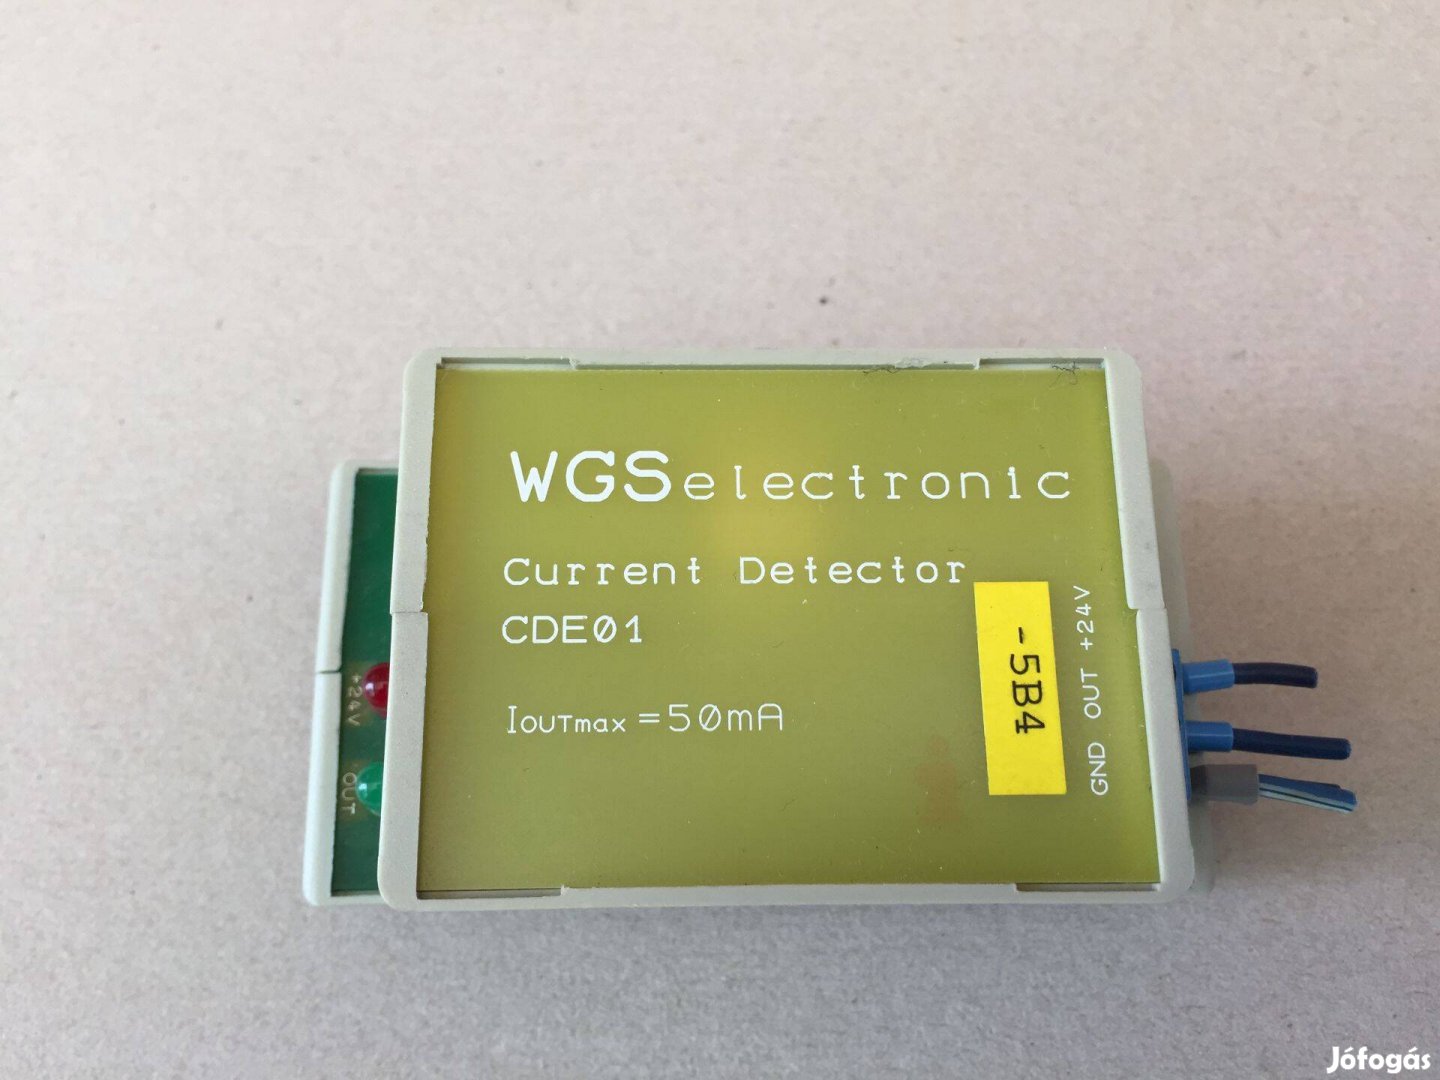 WGSelectronic
Current Detector
CDE01
IOUTmax = 50mA
-5B4
GND OUT +24V
+24V
OUT
Jófogás